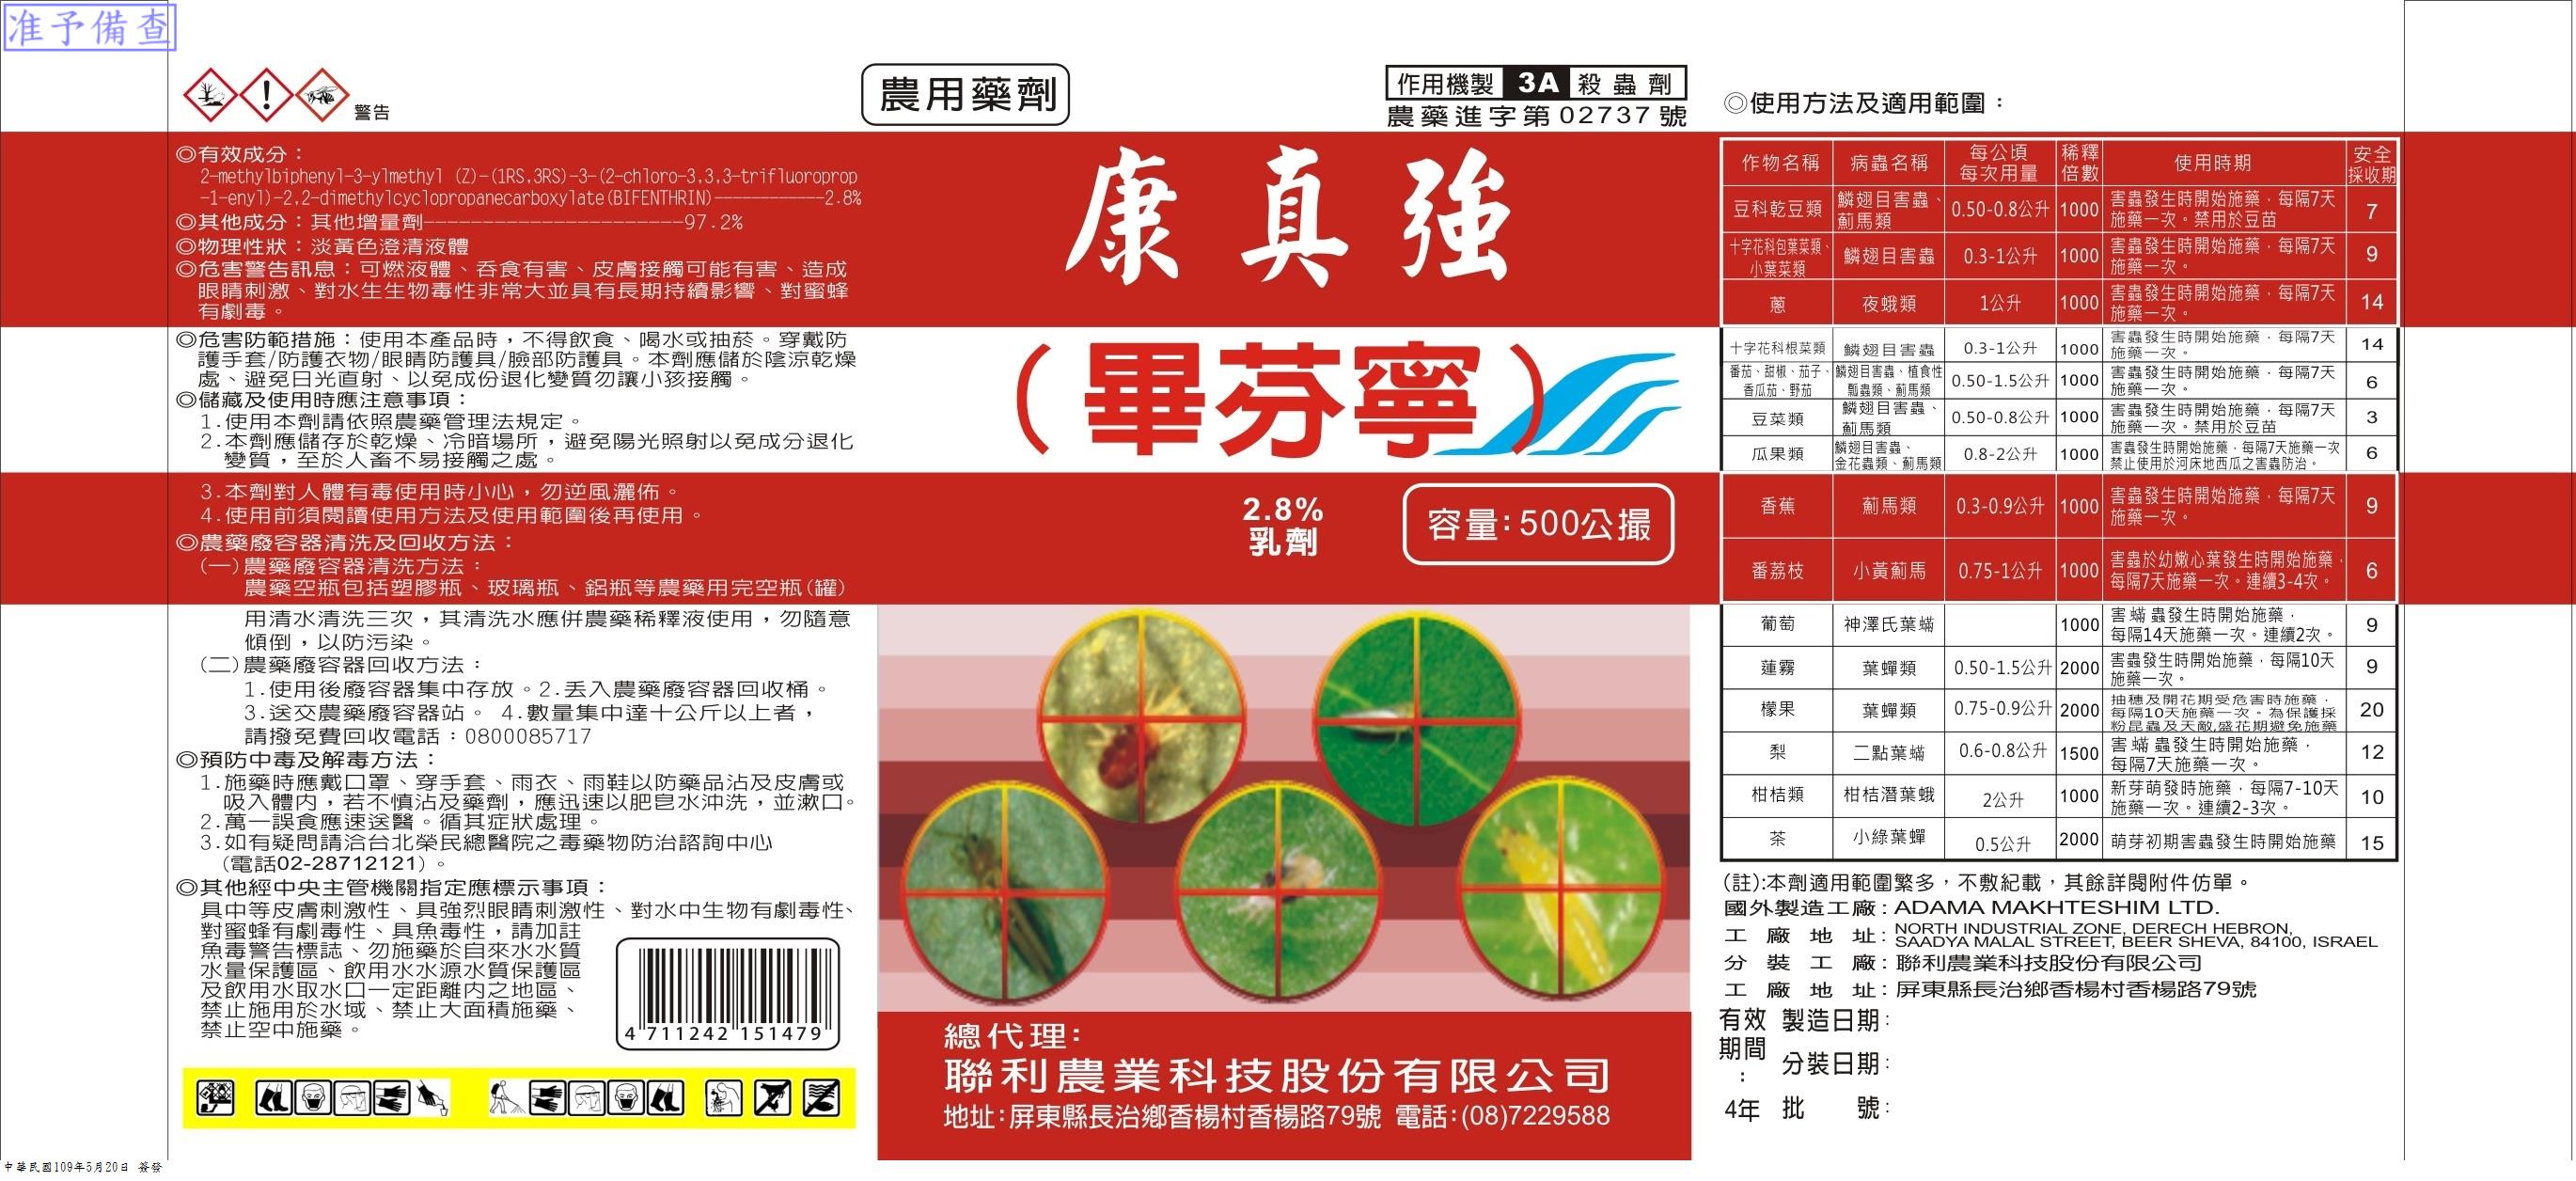 准予備查
警告
◎有效成分：
2-methylbiphenyl-3-ylmethyl (Z)-(1RS,3RS)-3-(2-chloro-3,3,3-trifluoroprop
-1-enyl)-2,2-dimethylcyclopropanecarboxylate(BIFENTHRIN)------------2.8%
◎其他成分：其他增量劑-----------------------97.2%
◎物理性狀：淡黃色澄清液體
◎危害警告訊息：可燃液體、吞食有害、皮膚接觸可能有害、造成
眼睛刺激、對水生生物毒性非常大並具有長期持續影響、對蜜蜂
有劇毒。
◎危害防範措施：使用本產品時，不得飲食、喝水或抽菸。穿戴防
護手套/防護衣物/眼睛防護具/臉部防護具。本劑應儲於陰涼乾燥
處、避免日光直射、以免成份退化變質勿讓小孩接觸。
◎儲藏及使用時應注意事項：
1.使用本劑請依照農藥管理法規定。
2.本劑應儲存於乾燥、冷暗場所，避免陽光照射以免成分退化
變質，至於人畜不易接觸之處。
3.本劑對人體有毒使用時小心，勿逆風灑佈。
4.使用前須閱讀使用方法及使用範圍後再使用。
◎農藥廢容器清洗及回收方法：
(一)農藥廢容器清洗方法：
農藥空瓶包括塑膠瓶、玻璃瓶、鋁瓶等農藥用完空瓶(罐)
用清水清洗三次，其清洗水應併農藥稀釋液使用，勿隨意
傾倒，以防污染。
(二)農藥廢容器回收方法：
1.使用後廢容器集中存放。2.丟入農藥廢容器回收桶。
3.送交農藥廢容器站。 4.數量集中達十公斤以上者，
請撥免費回收電話：0800085717
◎預防中毒及解毒方法：
1.施藥時應戴口罩、穿手套、雨衣、雨鞋以防藥品沾及皮膚或
吸入體內，若不慎沾及藥劑，應迅速以肥皂水沖洗，並漱口。
2.萬一誤食應速送醫。循其症狀處理。
3.如有疑問請洽台北榮民總醫院之毒藥物防治諮詢中心
(電話02-28712121)。
◎其他經中央主管機關指定應標示事項：
具中等皮膚刺激性、具強烈眼睛刺激性、對水中生物有劇毒性、
對蜜蜂有劇毒性、具魚毒性，請加註
魚毒警告標誌、勿施藥於自來水水質
水量保護區、飲用水水源水質保護區
及飲用水取水口一定距離內之地區、
禁止施用於水域、禁止大面積施藥、
禁止空中施藥。
4 711242 151479
中華民國109年5月20日 簽發
農用藥劑
作用機製 3A 殺蟲劑
農藥進字第02737號
康真強
(畢芬寧)
2.8%
乳劑
容量:500公撮
總代理:
聯利農業科技股份有限公司
地址:屏東縣長治鄉香楊村香楊路79號 電話:(08)7229588
◎使用方法及適用範圍：
作物名稱 病蟲名稱 每公頃每次用量 稀釋倍數 使用時期 安全採收期
豆科乾豆類 鱗翅目害蟲、薊馬類 0.50-0.8公升 1000 害蟲發生時開始施藥，每隔7天施藥一次。禁用於豆苗 7
十字花科包葉菜類、小葉菜類 鱗翅目害蟲 0.3-1公升 1000 害蟲發生時開始施藥，每隔7天施藥一次。 9
蔥 夜蛾類 1公升 1000 害蟲發生時開始施藥，每隔7天施藥一次。 14
十字花科根菜類 鱗翅目害蟲 0.3-1公升 1000 害蟲發生時開始施藥，每隔7天施藥一次。 14
番茄、甜椒、茄子、香瓜茄、野茄 鱗翅目害蟲、植食性瓢蟲類、薊馬類 0.50-1.5公升 1000 害蟲發生時開始施藥，每隔7天施藥一次。 6
豆菜類 鱗翅目害蟲、薊馬類 0.50-0.8公升 1000 害蟲發生時開始施藥，每隔7天施藥一次。禁用於豆苗 3
瓜果類 鱗翅目害蟲、金花蟲類、薊馬類 0.8-2公升 1000 害蟲發生時開始施藥，每隔7天施藥一次禁止使用於河床地西瓜之害蟲防治。 6
香蕉 薊馬類 0.3-0.9公升 1000 害蟲發生時開始施藥，每隔7天施藥一次。 9
番荔枝 小黃薊馬 0.75-1公升 1000 害蟲於幼嫩心葉發生時開始施藥，每隔7天施藥一次。連續3-4次。 6
葡萄 神澤氏葉蟎 1000 害蟎蟲發生時開始施藥，每隔14天施藥一次。連續2次。 9
蓮霧 葉蟬類 0.50-1.5公升 2000 害蟲發生時開始施藥，每隔10天施藥一次。 9
檬果 葉蟬類 0.75-0.9公升 2000 抽穗及開花期受危害時施藥，每隔10天施藥一次。為保護採粉昆蟲及天敵,盛花期避免施藥 20
梨 二點葉蟎 0.6-0.8公升 1500 害蟎蟲發生時開始施藥，每隔7天施藥一次。 12
柑桔類 柑桔潛葉蛾 2公升 1000 新芽萌發時施藥，每隔7-10天施藥一次。連續2-3次。 10
茶 小綠葉蟬 0.5公升 2000 萌芽初期害蟲發生時開始施藥 15
(註):本劑適用範圍繁多，不敷紀載，其餘詳閱附件仿單。
國外製造工廠：ADAMA MAKHTESHIM LTD.
工廠地址：NORTH INDUSTRIAL ZONE, DERECH HEBRON,
SAADYA MALAL STREET, BEER SHEVA, 84100, ISRAEL
分裝工廠：聯利農業科技股份有限公司
工廠地址：屏東縣長治鄉香楊村香楊路79號
有效期間：4年
製造日期：
分裝日期：
批號：